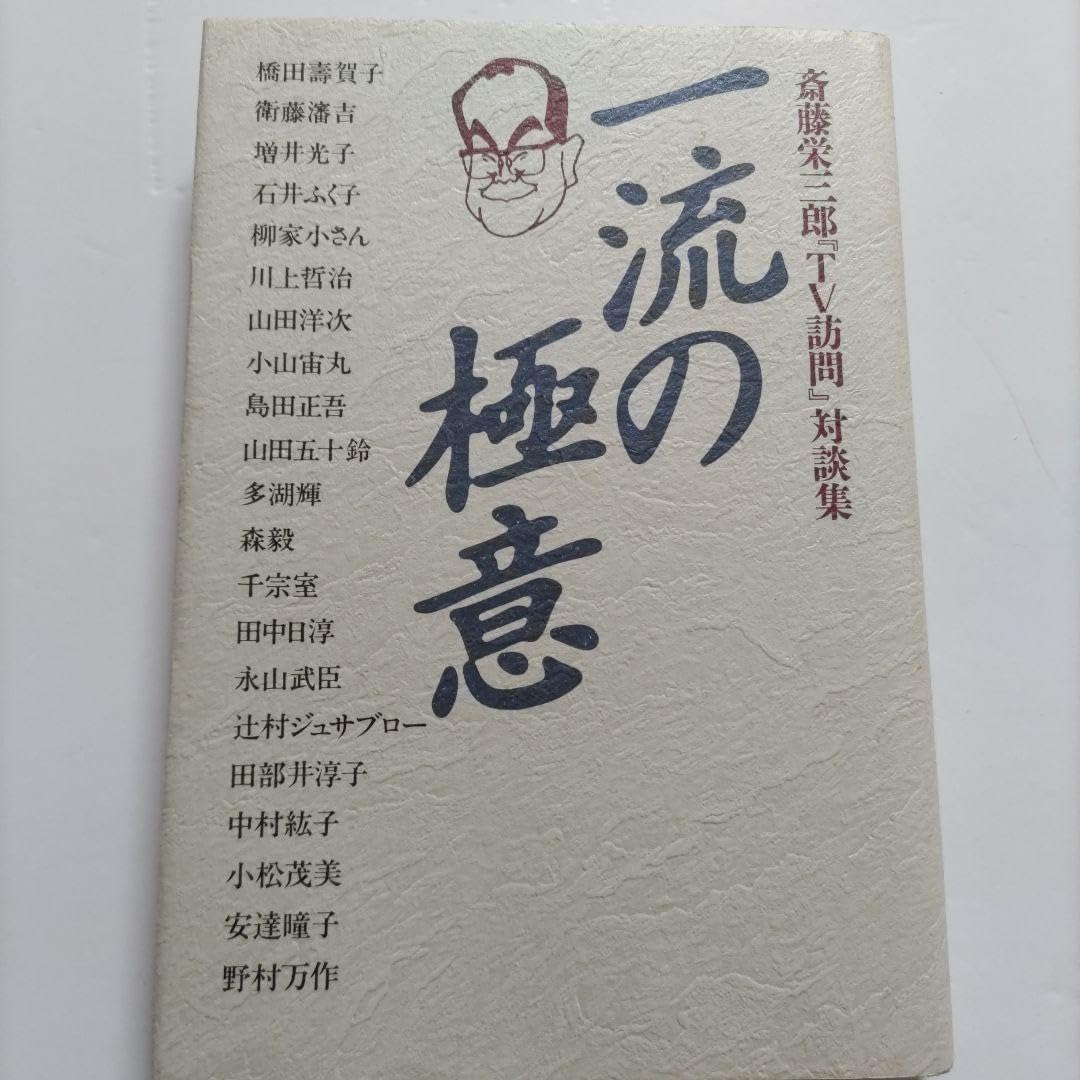 斎藤栄三郎『TV訪問』対談集
一流の
極意
橋田壽賀子
衛藤瀋吉
増井光子
石井ふく子
柳家小さん
川上哲治
山田洋次
小山宙丸
島田正吾
山田五十鈴
多湖輝
森毅
千宗室
田中日淳
永山武臣
辻村ジュサブロー
田部井淳子
中村紘子
小松茂美
安達瞳子
野村万作